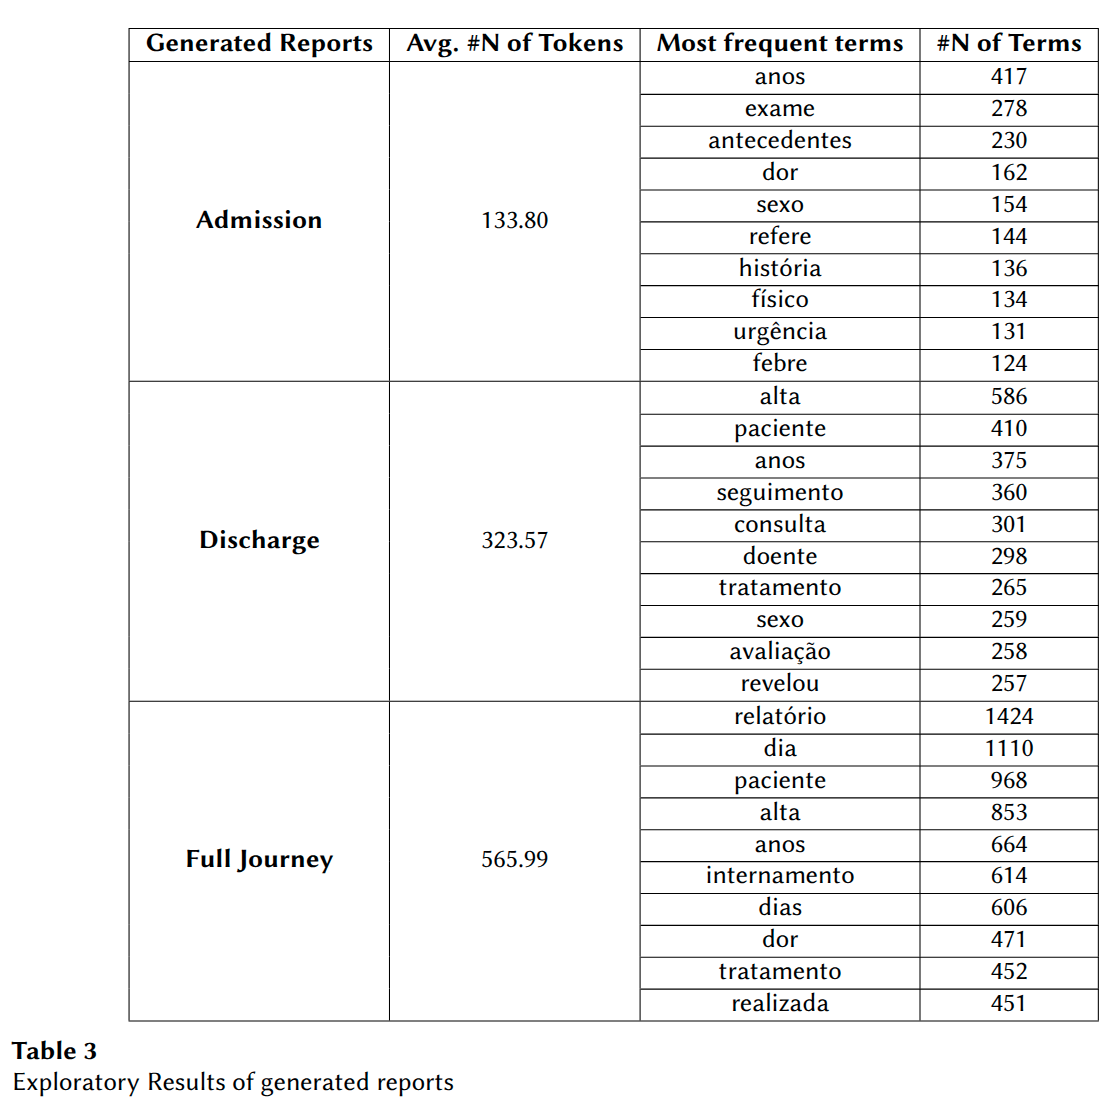 Generated Reports Avg. #N of Tokens Most frequent terms #N of Terms
anos 417
exame 278
antecedentes 230
dor 162
sexo 154
Admission 133.80
refere 144
história 136
físico 134
urgência 131
febre 124
alta 586
paciente 410
anos 375
seguimento 360
consulta 301
Discharge 323.57
doente 298
tratamento 265
sexo 259
avaliação 258
revelou 257
relatório 1424
dia 1110
paciente 968
alta 853
anos 664
Full Journey 565.99
internamento 614
dias 606
dor 471
tratamento 452
realizada 451
Table 3
Exploratory Results of generated reports